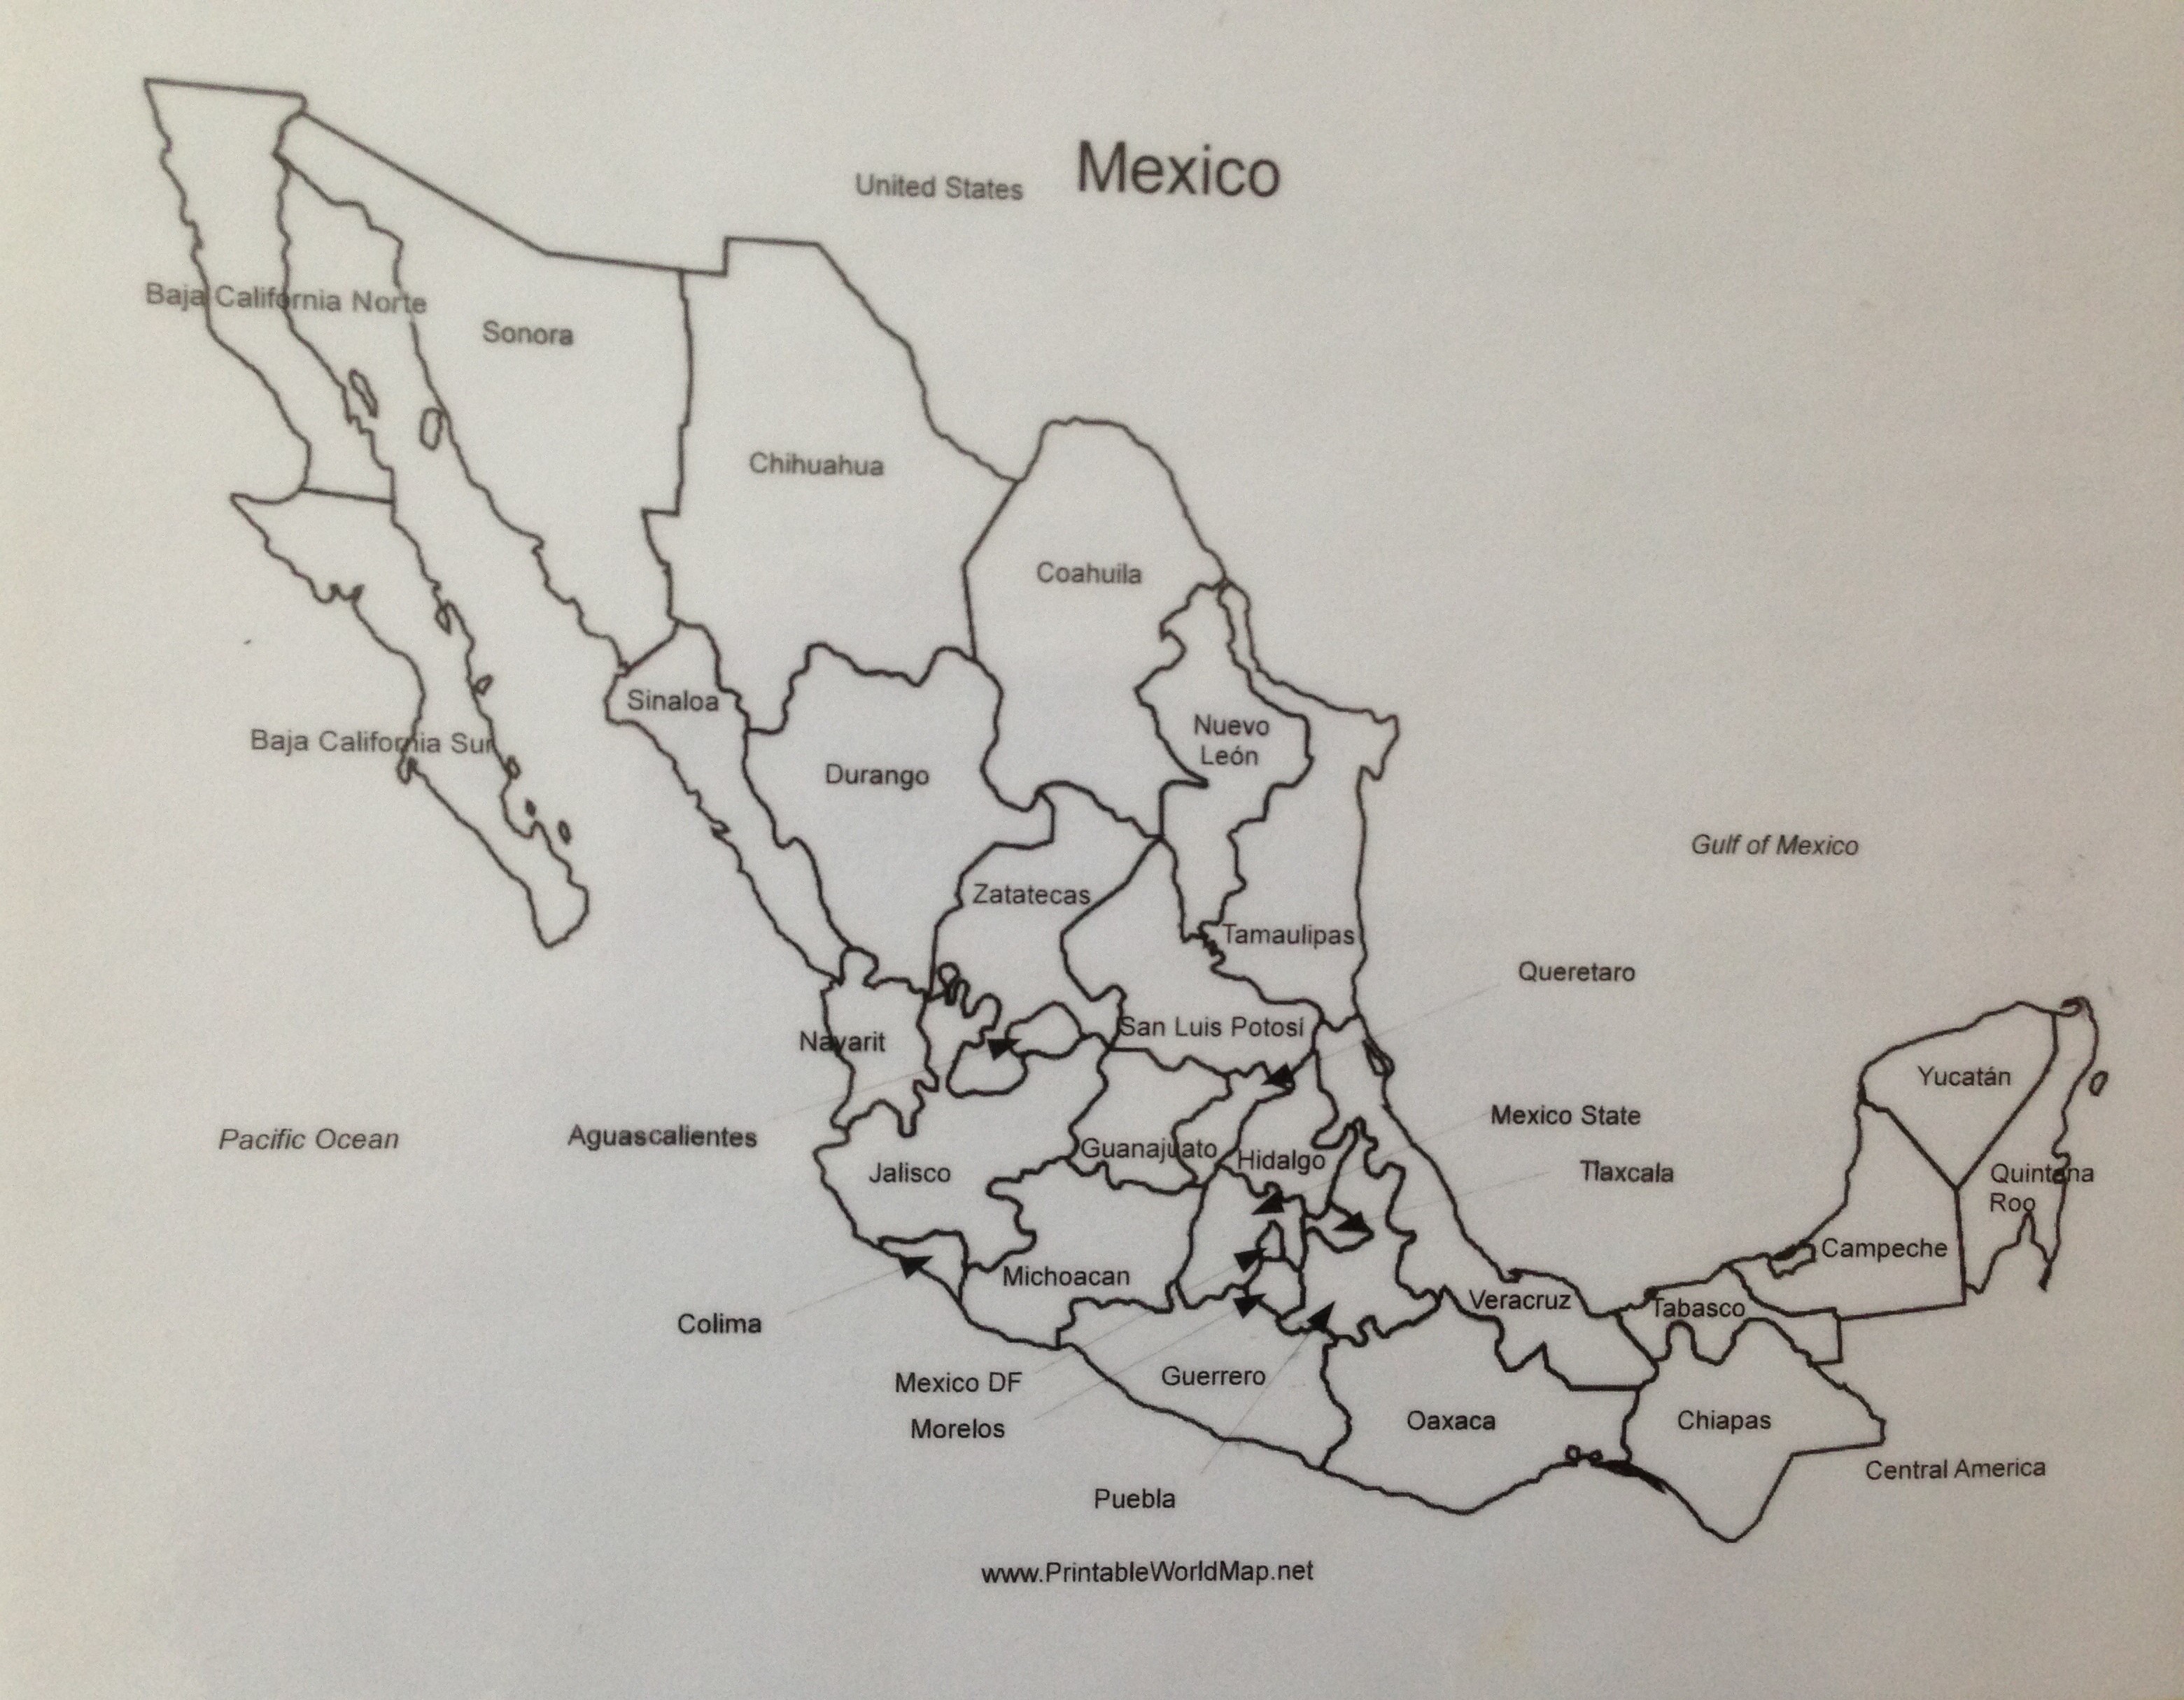 Mexico
United States
Baja California Norte
Sonora
Chihuahua
Coahuila
Sinaloa
Nuevo
León
Baja California Sur
Durango
Gulf of Mexico
Zatatecas
Tamaulipas
Queretaro
San Luis Potosí
Nayarit
Yucatán
Mexico State
Pacific Ocean
Aguascalientes
Guanajuato
Hidalgo
Jalisco
Tlaxcala
Quintana
Roo
Campeche
Michoacan
Veracruz
Tabasco
Colima
Mexico DF
Guerrero
Morelos
Oaxaca
Chiapas
Central America
Puebla
www.PrintableWorldMap.net